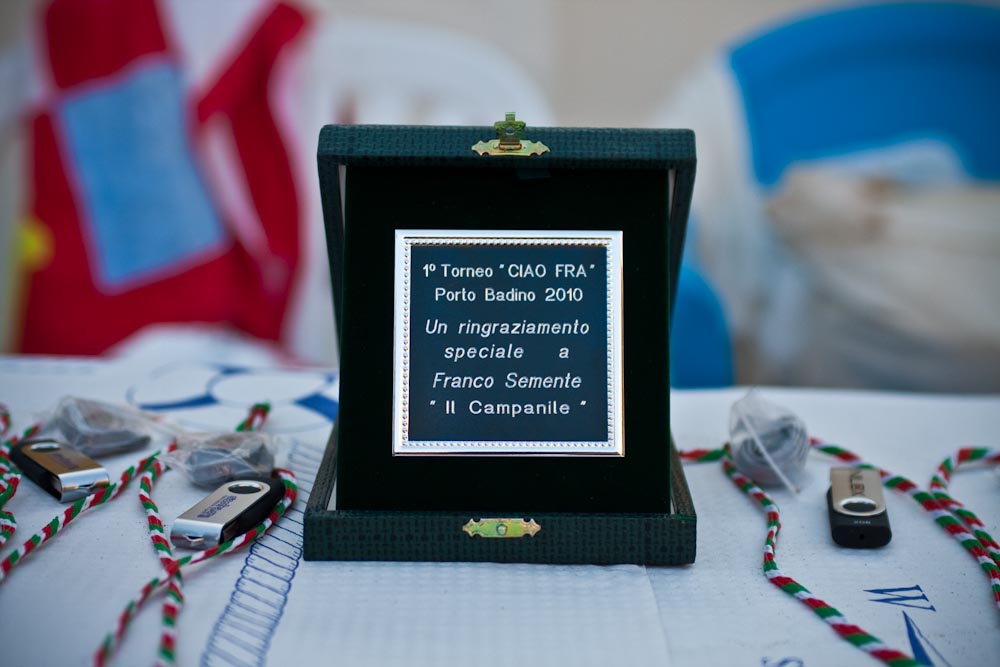 1º Torneo "CIAO FRA"
Porto Badino 2010
Un ringraziamento
speciale a
Franco Semente
" Il Campanile "
W
S